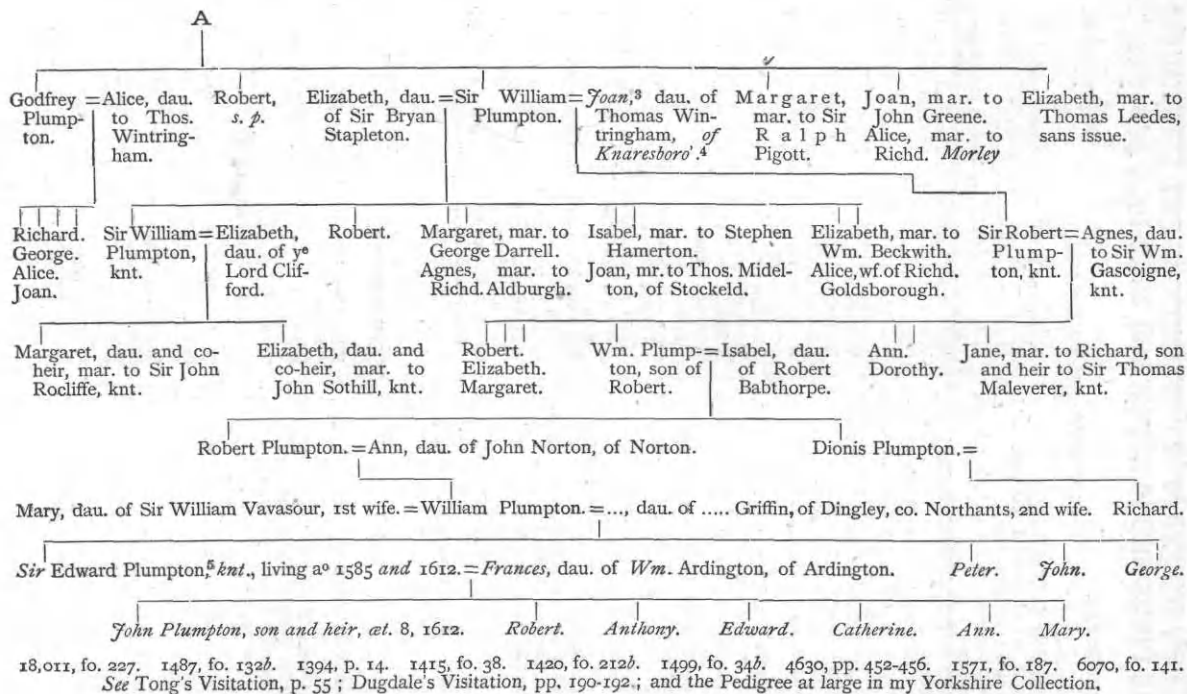 A
Godfrey = Alice, dau. Robert, Elizabeth, dau. = Sir William = Joan,³ dau. of Margaret, Joan, mar. to Elizabeth, mar. to
Plump- to Thos. s. p. of Sir Bryan Plumpton. Thomas Win- mar. to Sir John Greene. Thomas Leedes,
ton. Wintring- Stapleton. tringham, of Ralph Alice, mar. to sans issue.
ham. Knaresboro'.⁴ Pigott. Richd. Morley
Richard. Sir William = Elizabeth, Robert. Margaret, mar. to Isabel, mar. to Stephen Elizabeth, mar. to Sir Robert = Agnes, dau.
George. Plumpton, dau. of yᵉ George Darrell. Hamerton. Wm. Beckwith. Plump- to Sir Wm.
Alice. knt. Lord Clif- Agnes, mar. to Joan, mr. to Thos. Midel- Alice, wf. of Richd. ton, knt. Gascoigne,
Joan. ford. Richd. Aldburgh. ton, of Stockeld. Goldsborough. knt.
Margaret, dau. and co- Elizabeth, dau. and Robert. Wm. Plump- = Isabel, dau. Ann. Jane, mar. to Richard, son
heir, mar. to Sir John co-heir, mar. to Elizabeth. ton, son of of Robert Dorothy. and heir to Sir Thomas
Rocliffe, knt. John Sothill, knt. Margaret. Robert. Babthorpe. Maleverer, knt.
Robert Plumpton. = Ann, dau. of John Norton, of Norton. Dionis Plumpton. =
Mary, dau. of Sir William Vavasour, 1st wife. = William Plumpton. = ..., dau. of ..... Griffin, of Dingley, co. Northants, 2nd wife. Richard.
Sir Edward Plumpton,⁵ knt., living aº 1585 and 1612. = Frances, dau. of Wm. Ardington, of Ardington. Peter. John. George.
John Plumpton, son and heir, æt. 8, 1612. Robert. Anthony. Edward. Catherine. Ann. Mary.
18,011, fo. 227. 1487, fo. 132b. 1394, p. 14. 1415, fo. 38. 1420, fo. 212b. 1499, fo. 34b. 4630, pp. 452-456. 1571, fo. 187. 6070, fo. 141.
See Tong's Visitation, p. 55 ; Dugdale's Visitation, pp. 190-192 ; and the Pedigree at large in my Yorkshire Collection.